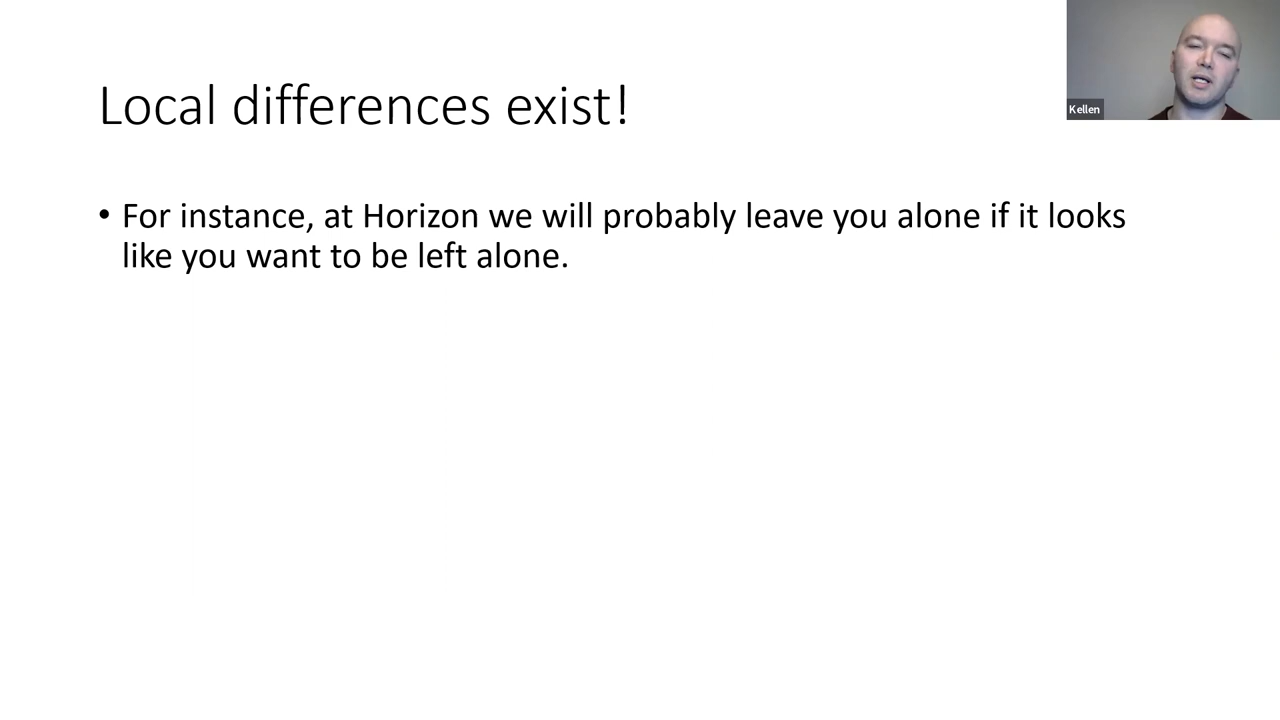 Local differences exist!
• For instance, at Horizon we will probably leave you alone if it looks
like you want to be left alone.
Kellen